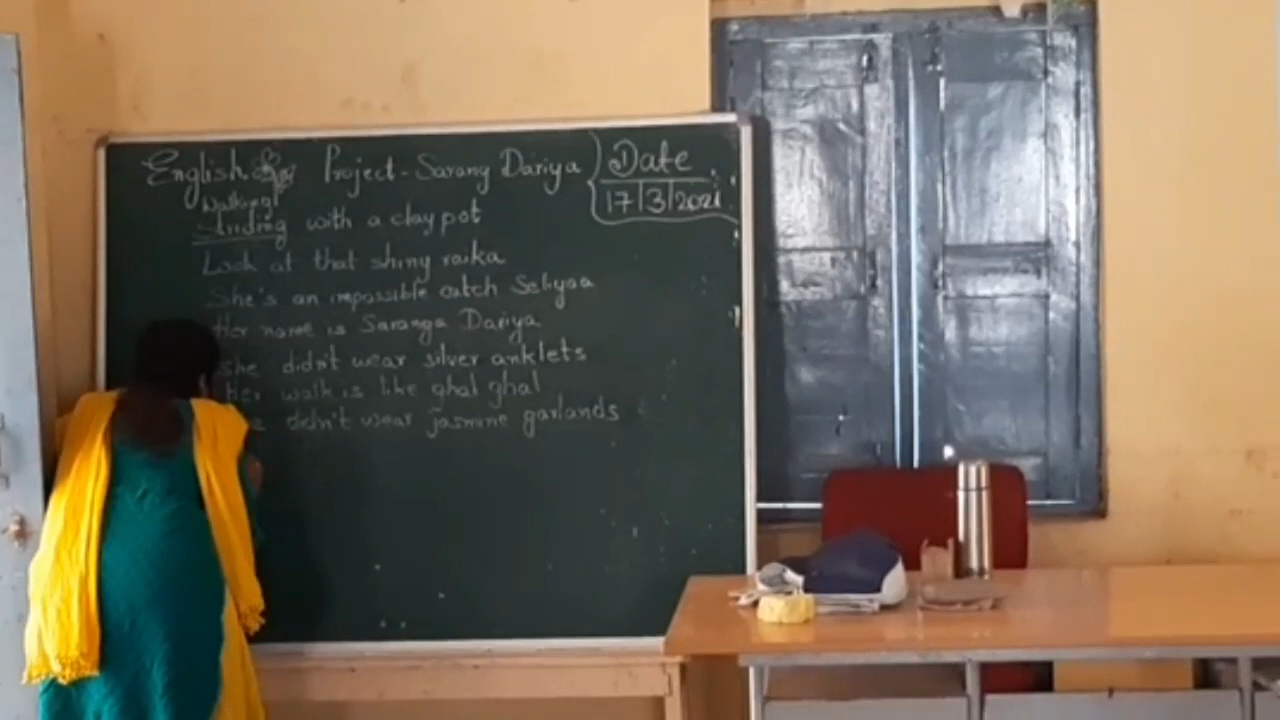 English Project - Sarang Dariya
Date
17/3/2021
Walking
Striding with a clay pot
Look at that shiny raika
She's an impossible catch Seliyaa
Her name is Saranga Dariya
she didn't wear silver anklets
Her walk is like ghal ghal
didn't wear jasmine garlands